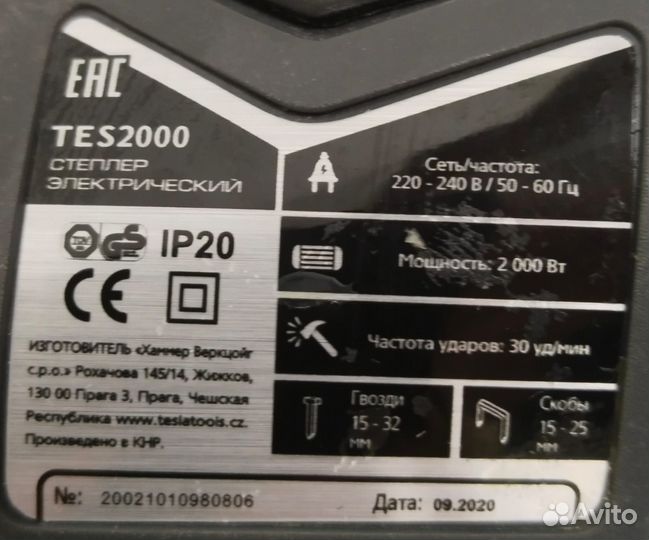 EAC
TES2000
СТЕПЛЕР
ЭЛЕКТРИЧЕСКИЙ
Сеть/частота:
220 - 240 В / 50 - 60 Гц
GS IP20
Мощность: 2 000 Вт
CE
Частота ударов: 30 уд/мин
ИЗГОТОВИТЕЛЬ «Хаммер Веркцойг
с.р.о.» Рохачова 145/14, Жижков,
130 00 Прага 3, Прага, Чешская
Республика www.teslatools.cz.
Произведено в КНР.
Гвозди
15 - 32
мм
Скобы
15 - 25
мм
№: 20021010980806
Дата: 09.2020
Avito